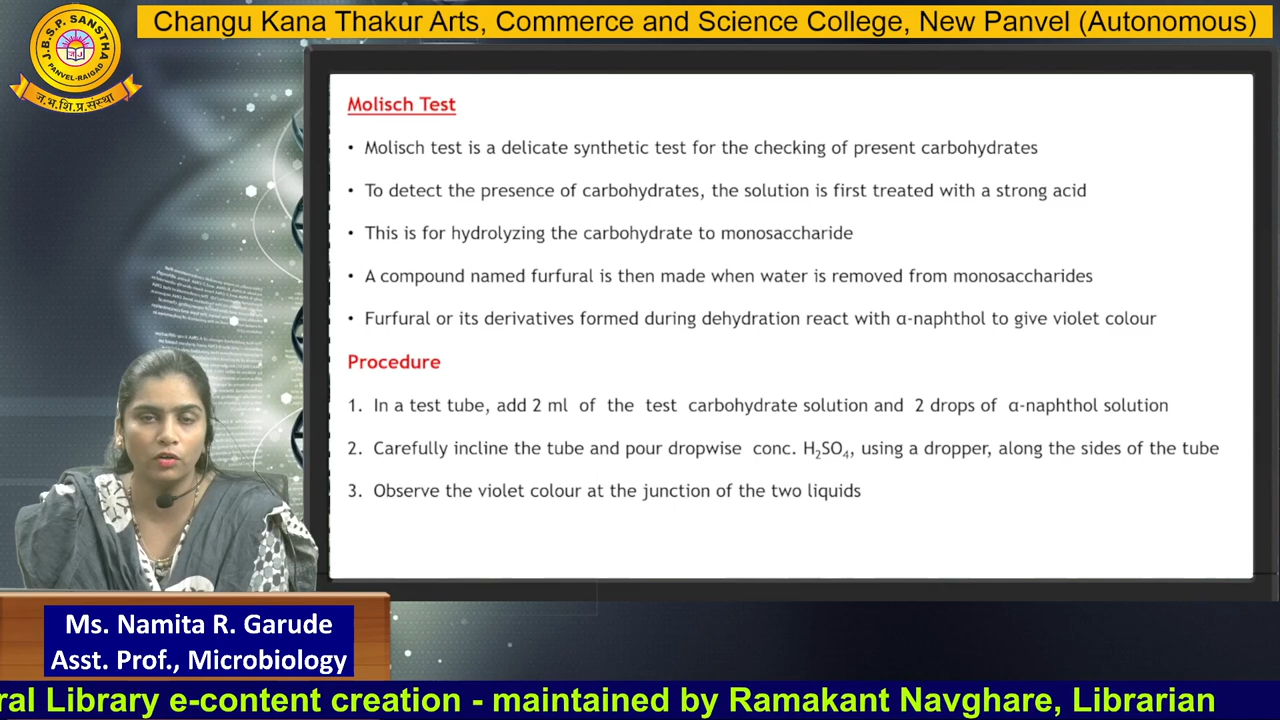 Changu Kana Thakur Arts, Commerce and Science College, New Panvel (Autonomous)
J.B.S.P. SANSTHA
PANVEL-RAIGAD
ज.भ.शि.प्र.संस्था
Molisch Test
• Molisch test is a delicate synthetic test for the checking of present carbohydrates
• To detect the presence of carbohydrates, the solution is first treated with a strong acid
• This is for hydrolyzing the carbohydrate to monosaccharide
• A compound named furfural is then made when water is removed from monosaccharides
• Furfural or its derivatives formed during dehydration react with α-naphthol to give violet colour
Procedure
1. In a test tube, add 2 ml of the test carbohydrate solution and 2 drops of α-naphthol solution
2. Carefully incline the tube and pour dropwise conc. H₂SO₄, using a dropper, along the sides of the tube
3. Observe the violet colour at the junction of the two liquids
Ms. Namita R. Garude
Asst. Prof., Microbiology
ral Library e-content creation - maintained by Ramakant Navghare, Librarian